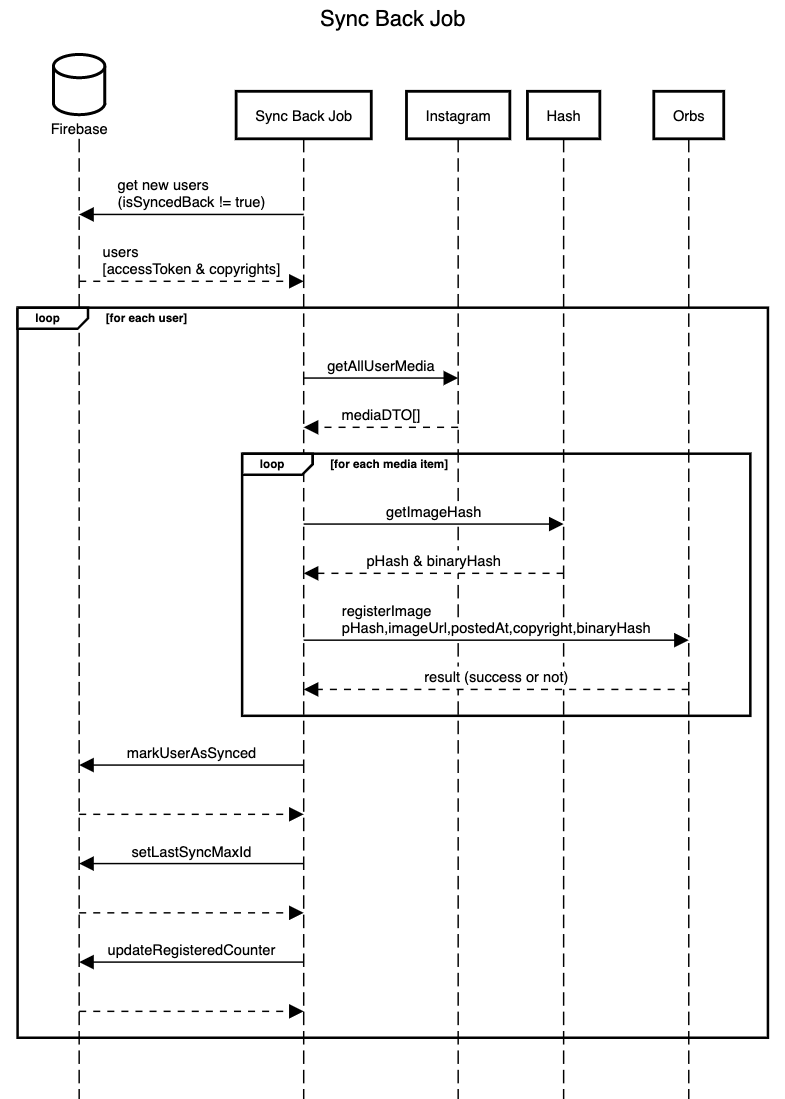 Sync Back Job
Firebase
Sync Back Job
Instagram
Hash
Orbs
get new users
(isSyncedBack != true)
users
[accessToken & copyrights]
loop
[for each user]
getAllUserMedia
mediaDTO[]
loop
[for each media item]
getImageHash
pHash & binaryHash
registerImage
pHash,imageUrl,postedAt,copyright,binaryHash
result (success or not)
markUserAsSynced
setLastSyncMaxId
updateRegisteredCounter